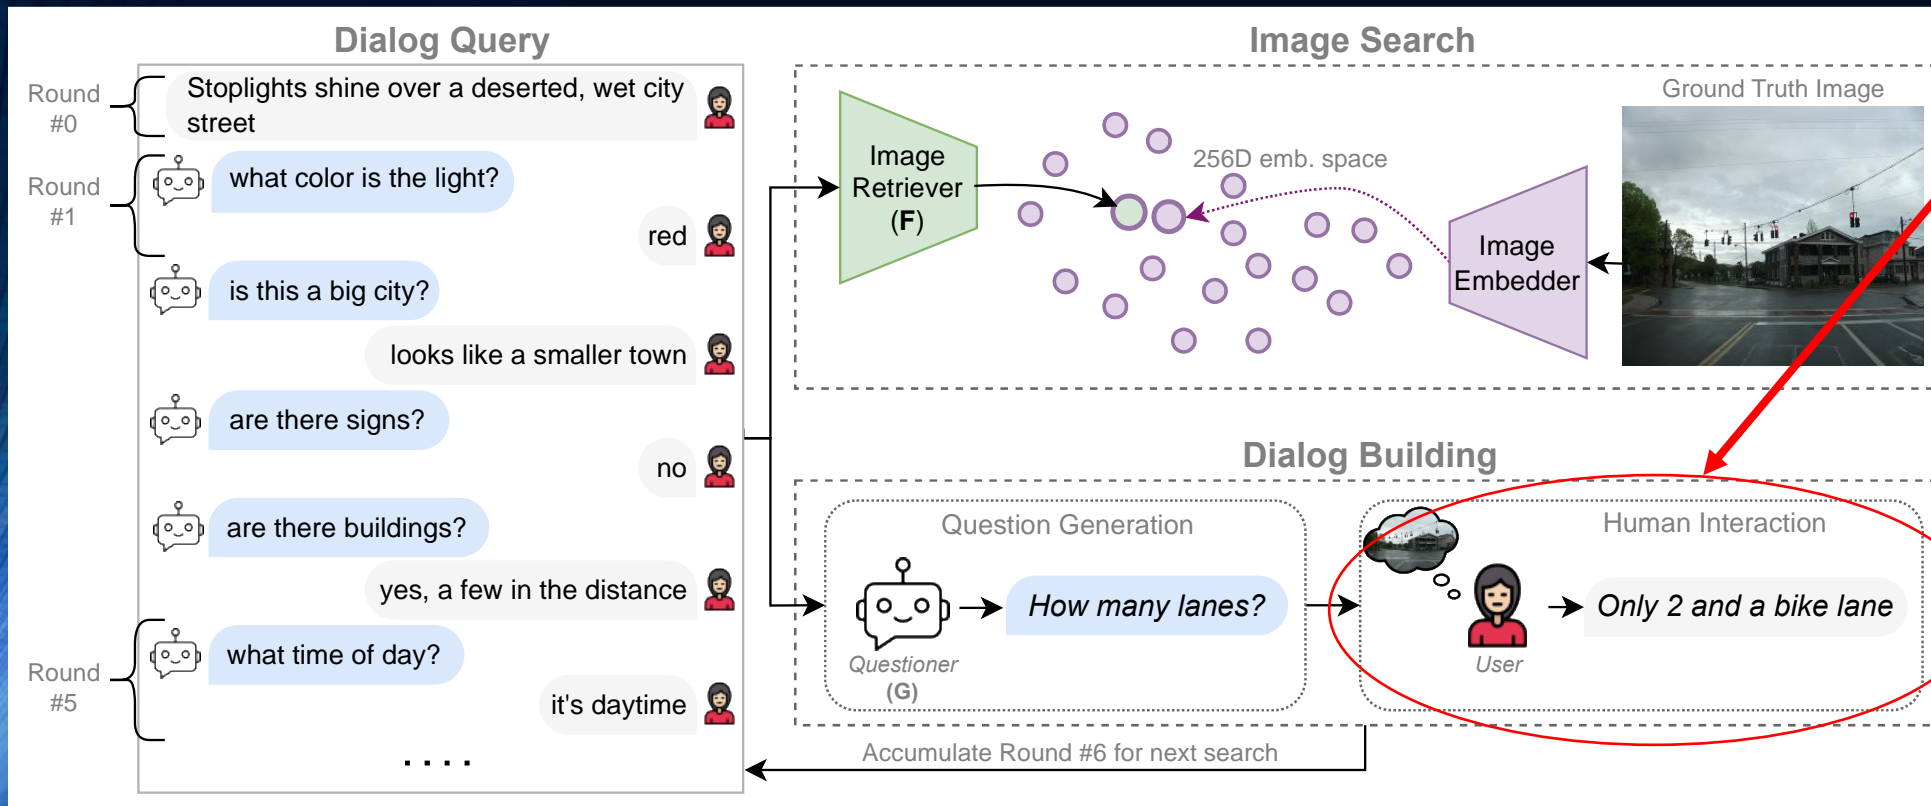 Dialog Query
Round
#0
Stoplights shine over a deserted, wet city
street
Round
#1
what color is the light?
red
is this a big city?
looks like a smaller town
are there signs?
no
are there buildings?
yes, a few in the distance
Round
#5
what time of day?
it's daytime
. . . .
Image Search
Image
Retriever
(F)
256D emb. space
Image
Embedder
Ground Truth Image
Dialog Building
Question Generation
Questioner
(G)
How many lanes?
Human Interaction
User
Only 2 and a bike lane
Accumulate Round #6 for next search